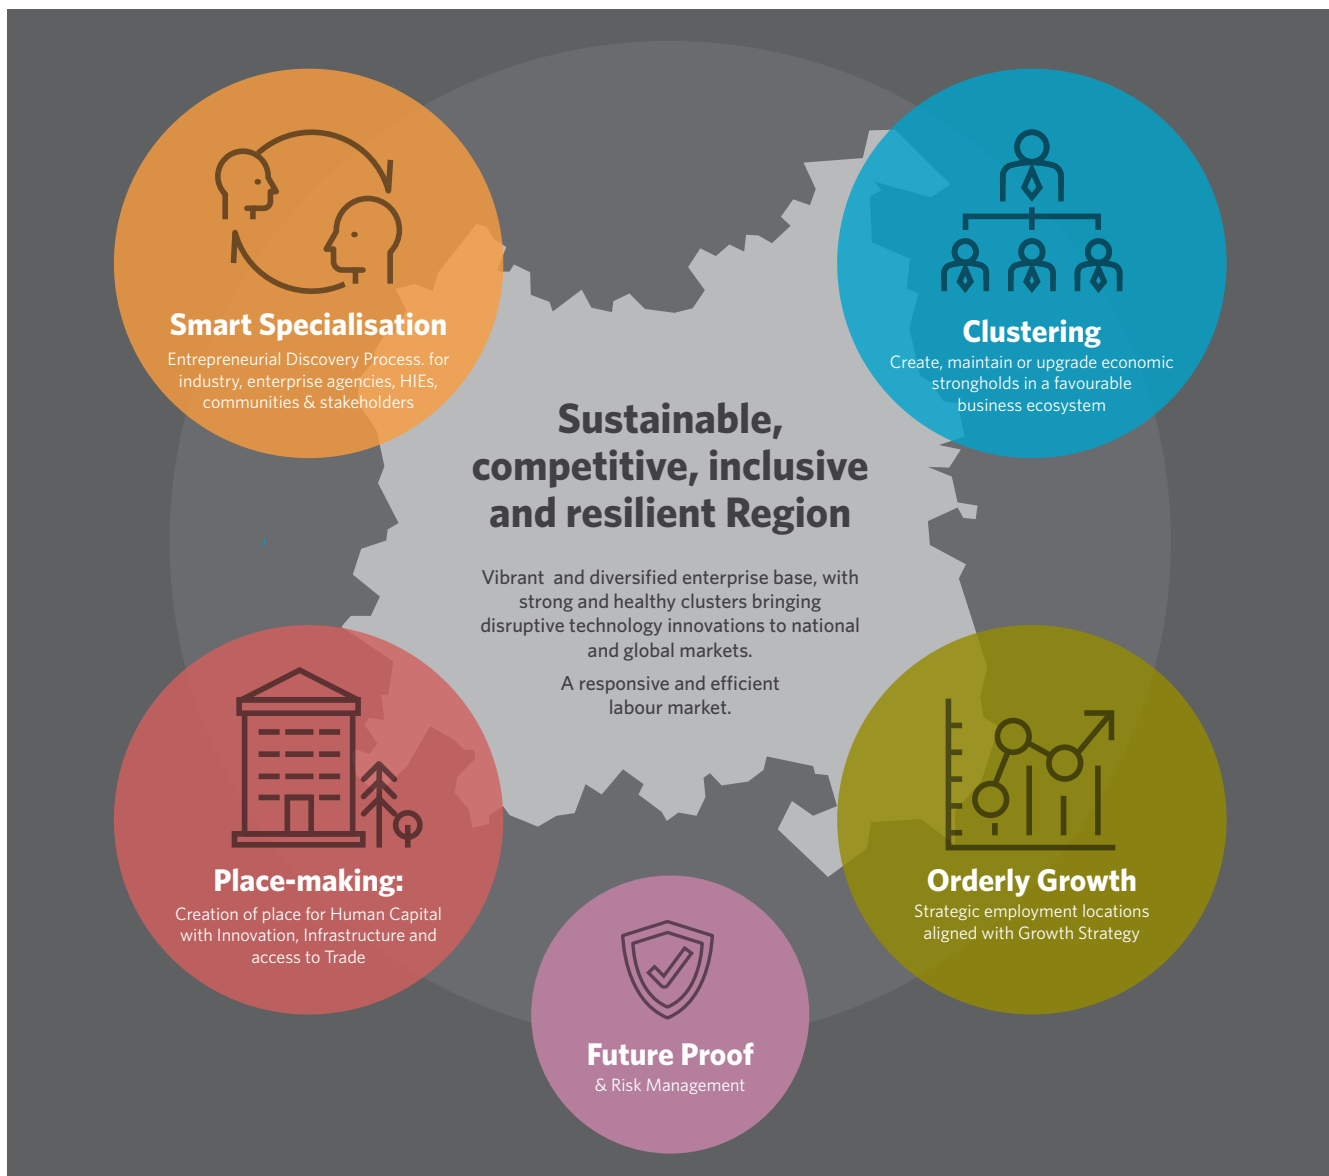 Smart Specialisation
Entrepreneurial Discovery Process. for
industry, enterprise agencies, HIEs,
communities & stakeholders
Clustering
Create, maintain or upgrade economic
strongholds in a favourable
business ecosystem
Sustainable,
competitive, inclusive
and resilient Region
Vibrant and diversified enterprise base, with
strong and healthy clusters bringing
disruptive technology innovations to national
and global markets.
A responsive and efficient
labour market.
Place-making:
Creation of place for Human Capital
with Innovation, Infrastructure and
access to Trade
Orderly Growth
Strategic employment locations
aligned with Growth Strategy
Future Proof
& Risk Management